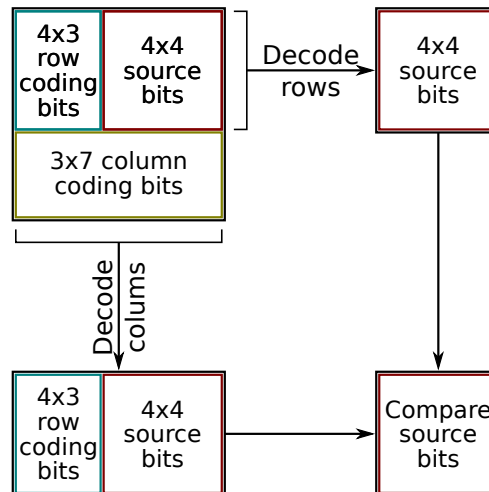 4x3
row
coding
bits
4x4
source
bits
Decode
rows
4x4
source
bits
3x7 column
coding bits
Decode
colums
4x3
row
coding
bits
4x4
source
bits
Compare
source
bits